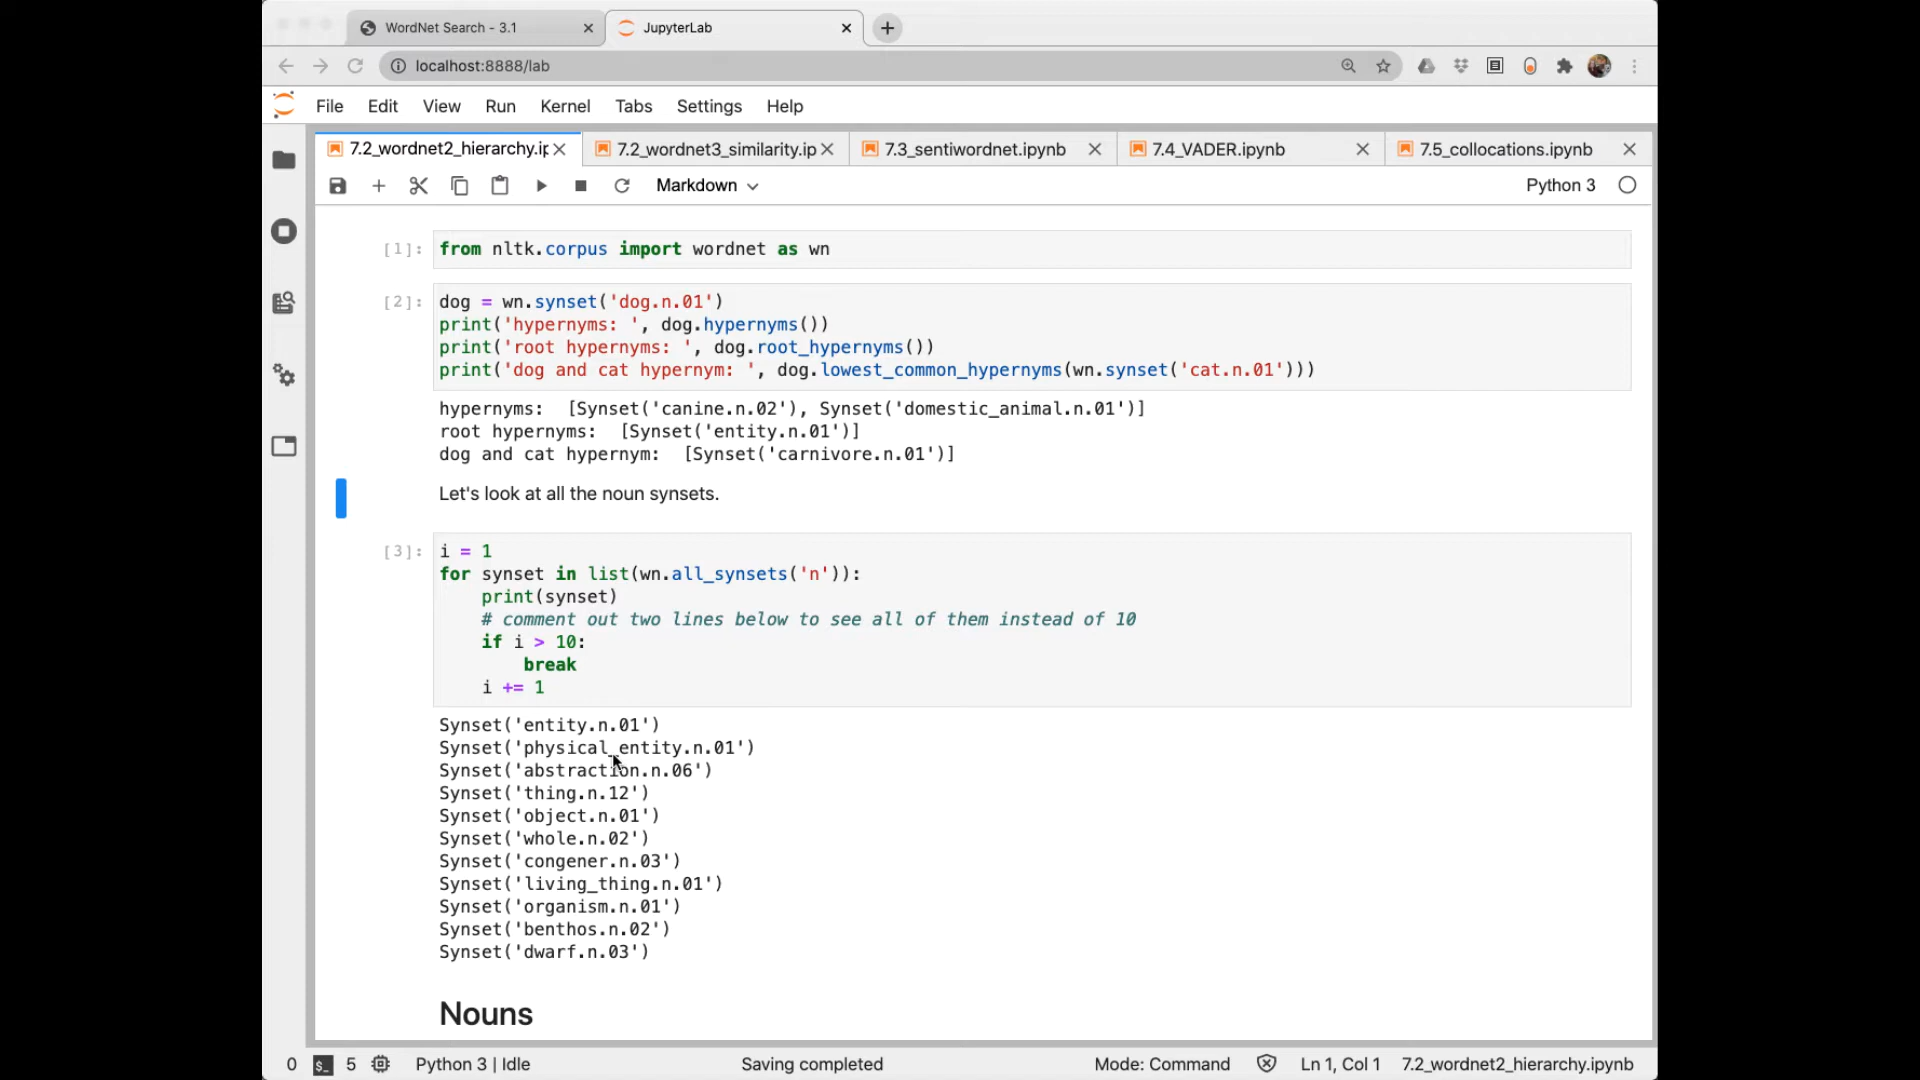 WordNet Search - 3.1
JupyterLab
localhost:8888/lab
File Edit View Run Kernel Tabs Settings Help
7.2_wordnet2_hierarchy.ip
7.2_wordnet3_similarity.ip
7.3_sentiwordnet.ipynb
7.4_VADER.ipynb
7.5_collocations.ipynb
Markdown
Python 3
[1]: from nltk.corpus import wordnet as wn
[2]: dog = wn.synset('dog.n.01')
print('hypernyms: ', dog.hypernyms())
print('root hypernyms: ', dog.root_hypernyms())
print('dog and cat hypernym: ', dog.lowest_common_hypernyms(wn.synset('cat.n.01')))
hypernyms:  [Synset('canine.n.02'), Synset('domestic_animal.n.01')]
root hypernyms:  [Synset('entity.n.01')]
dog and cat hypernym:  [Synset('carnivore.n.01')]
Let's look at all the noun synsets.
[3]: i = 1
for synset in list(wn.all_synsets('n')):
    print(synset)
    # comment out two lines below to see all of them instead of 10
    if i > 10:
        break
    i += 1
Synset('entity.n.01')
Synset('physical_entity.n.01')
Synset('abstraction.n.06')
Synset('thing.n.12')
Synset('object.n.01')
Synset('whole.n.02')
Synset('congener.n.03')
Synset('living_thing.n.01')
Synset('organism.n.01')
Synset('benthos.n.02')
Synset('dwarf.n.03')
Nouns
0 $_ 5 Python 3 | Idle Saving completed Mode: Command Ln 1, Col 1 7.2_wordnet2_hierarchy.ipynb